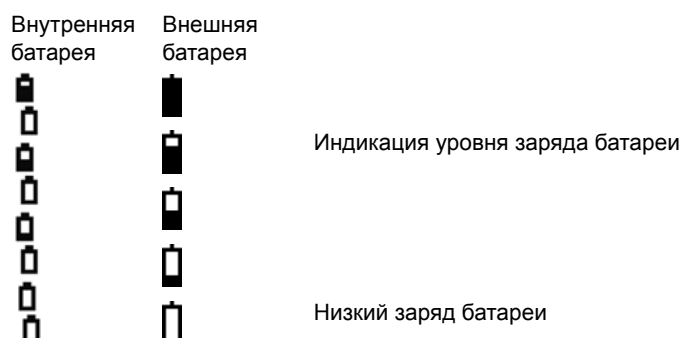 Внутренняя Внешняя
батарея батарея
Индикация уровня заряда батареи
Низкий заряд батареи